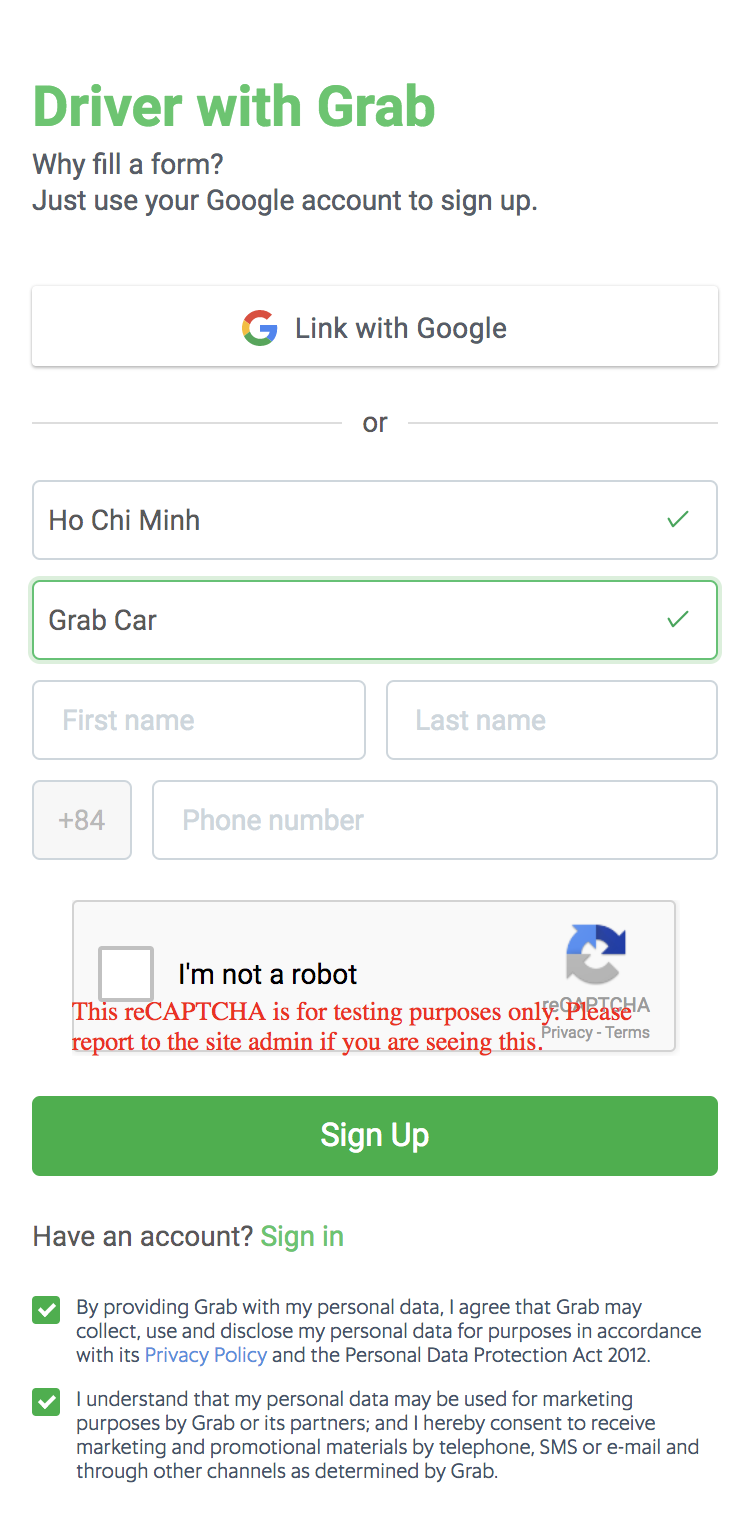 Driver with Grab
Why fill a form?
Just use your Google account to sign up.
Link with Google
or
Ho Chi Minh
Grab Car
First name
Last name
+84
Phone number
I'm not a robot
reCAPTCHA
This reCAPTCHA is for testing purposes only. Please
report to the site admin if you are seeing this.
Privacy - Terms
Sign Up
Have an account? Sign in
By providing Grab with my personal data, I agree that Grab may
collect, use and disclose my personal data for purposes in accordance
with its Privacy Policy and the Personal Data Protection Act 2012.
I understand that my personal data may be used for marketing
purposes by Grab or its partners; and I hereby consent to receive
marketing and promotional materials by telephone, SMS or e-mail and
through other channels as determined by Grab.